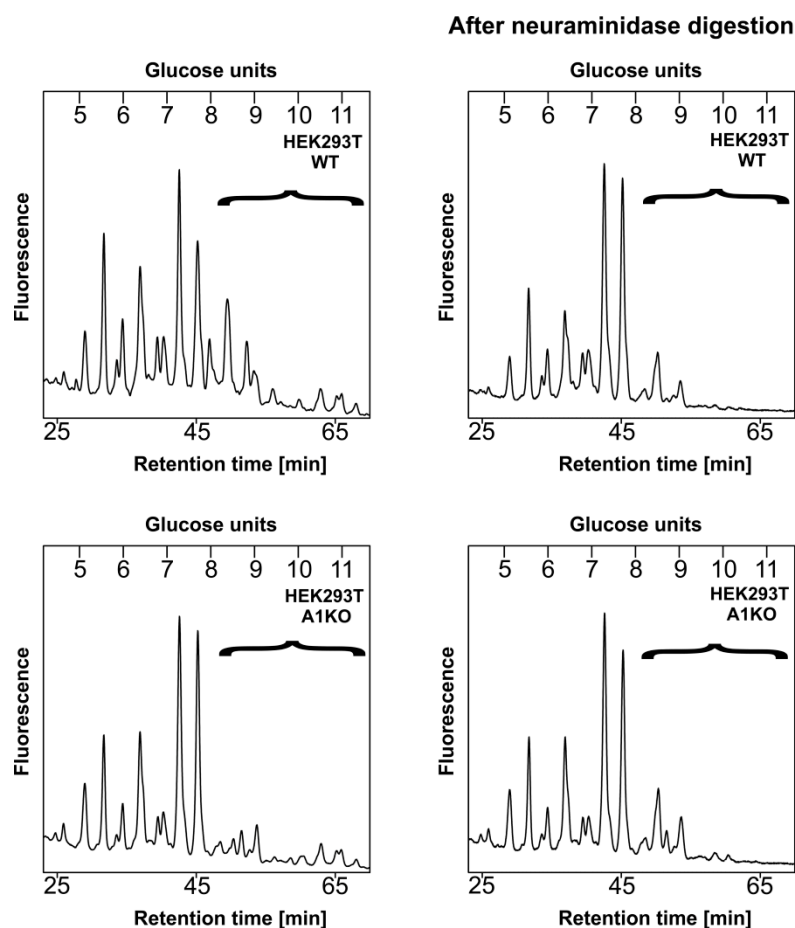 After neuraminidase digestion
Glucose units
5 6 7 8 9 10 11
HEK293T
WT
Fluorescence
25 45 65
Retention time [min]
Glucose units
5 6 7 8 9 10 11
HEK293T
WT
Fluorescence
25 45 65
Retention time [min]
Glucose units
5 6 7 8 9 10 11
HEK293T
A1KO
Fluorescence
25 45 65
Retention time [min]
Glucose units
5 6 7 8 9 10 11
HEK293T
A1KO
Fluorescence
25 45 65
Retention time [min]